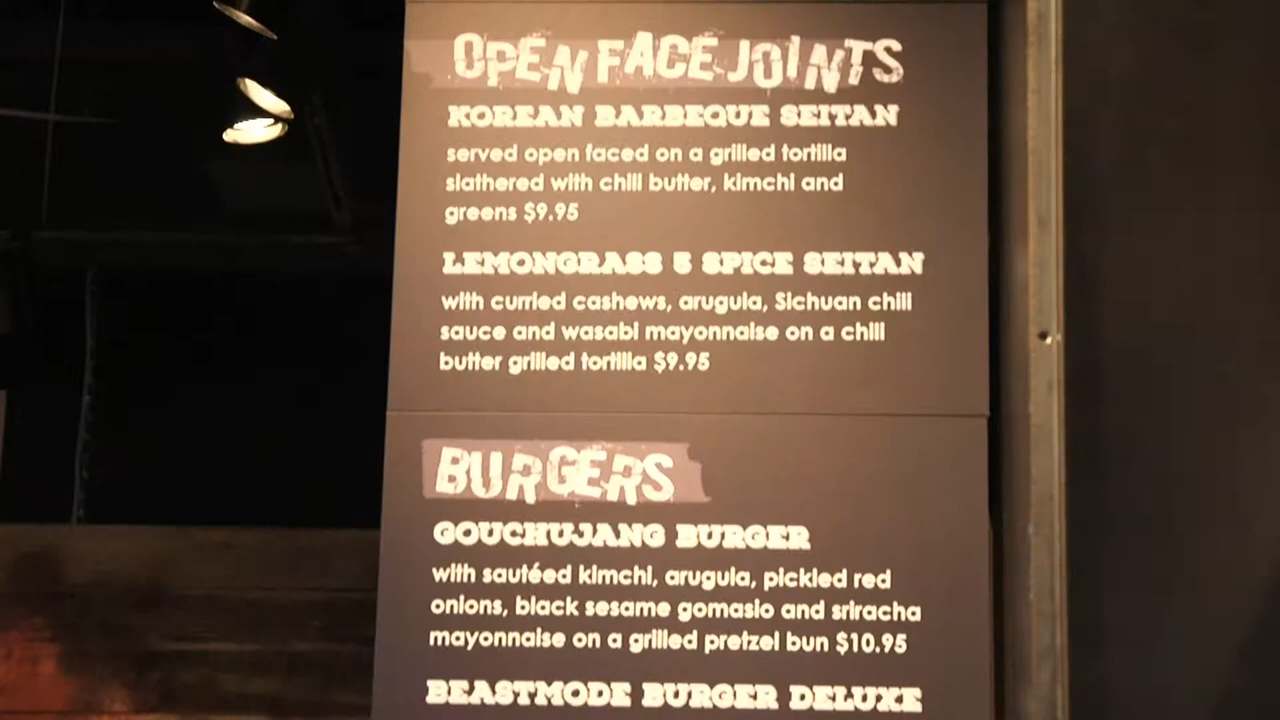 OPEN FACE JOINTS
KOREAN BARBEQUE SEITAN
served open faced on a grilled tortilla
slathered with chili butter, kimchi and
greens $9.95
LEMONGRASS 5 SPICE SEITAN
with curried cashews, arugula, Sichuan chili
sauce and wasabi mayonnaise on a chili
butter grilled tortilla $9.95
BURGERS
GOUCHUJANG BURGER
with sautéed kimchi, arugula, pickled red
onions, black sesame gomasio and sriracha
mayonnaise on a grilled pretzel bun $10.95
BEASTMODE BURGER DELUXE